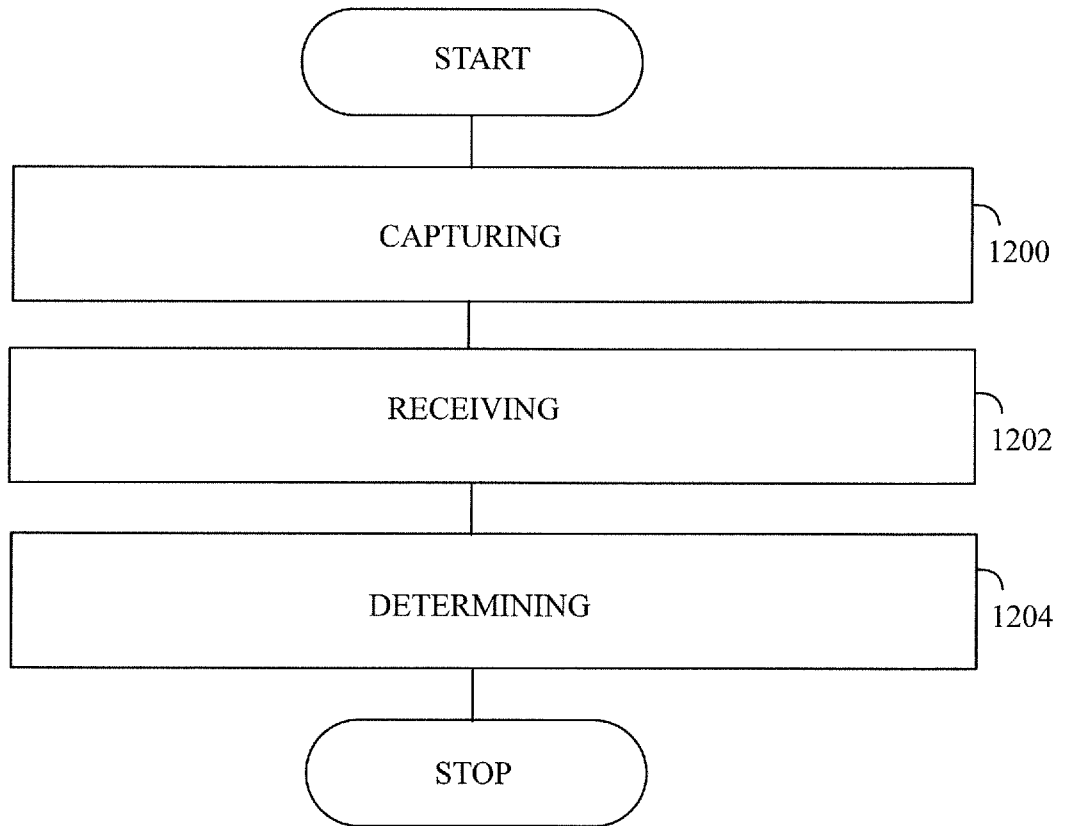 START
CAPTURING
1200
RECEIVING
1202
DETERMINING
1204
STOP